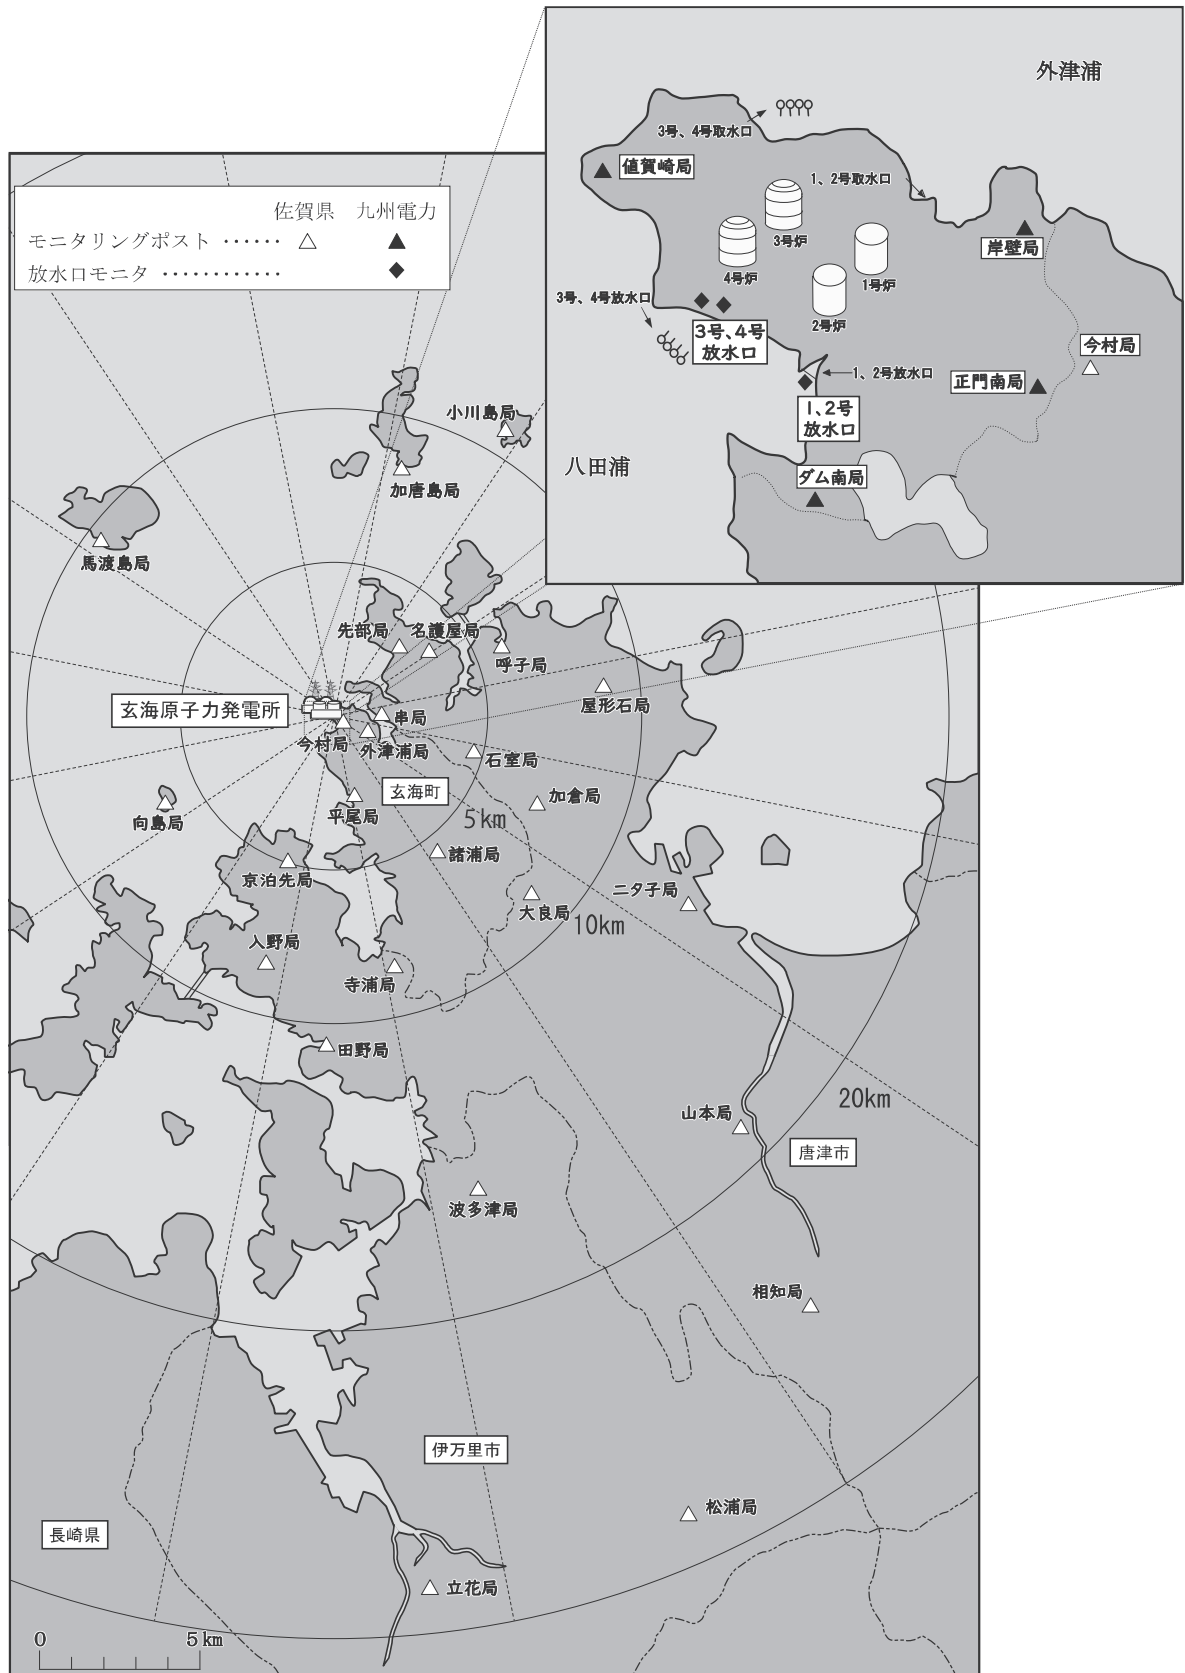 外津浦
3号、4号取水口
値賀崎局
1、2号取水口
3号炉
岸壁局
4号炉
1号炉
3号、4号放水口
2号炉
3号、4号
放水口
今村局
1、2号放水口
正門南局
1、2号
放水口
八田浦
ダム南局
佐賀県 九州電力
モニタリングポスト ‥‥‥ △ ▲
放水口モニタ ‥‥‥‥‥‥ ◆
小川島局
加唐島局
馬渡島局
先部局
名護屋局
呼子局
屋形石局
玄海原子力発電所
串局
今村局
外津浦局
石室局
玄海町
加倉局
向島局
平尾局
5km
諸浦局
京泊先局
二タ子局
大良局
10km
入野局
寺浦局
田野局
20km
山本局
唐津市
波多津局
相知局
伊万里市
松浦局
長崎県
立花局
0 5km